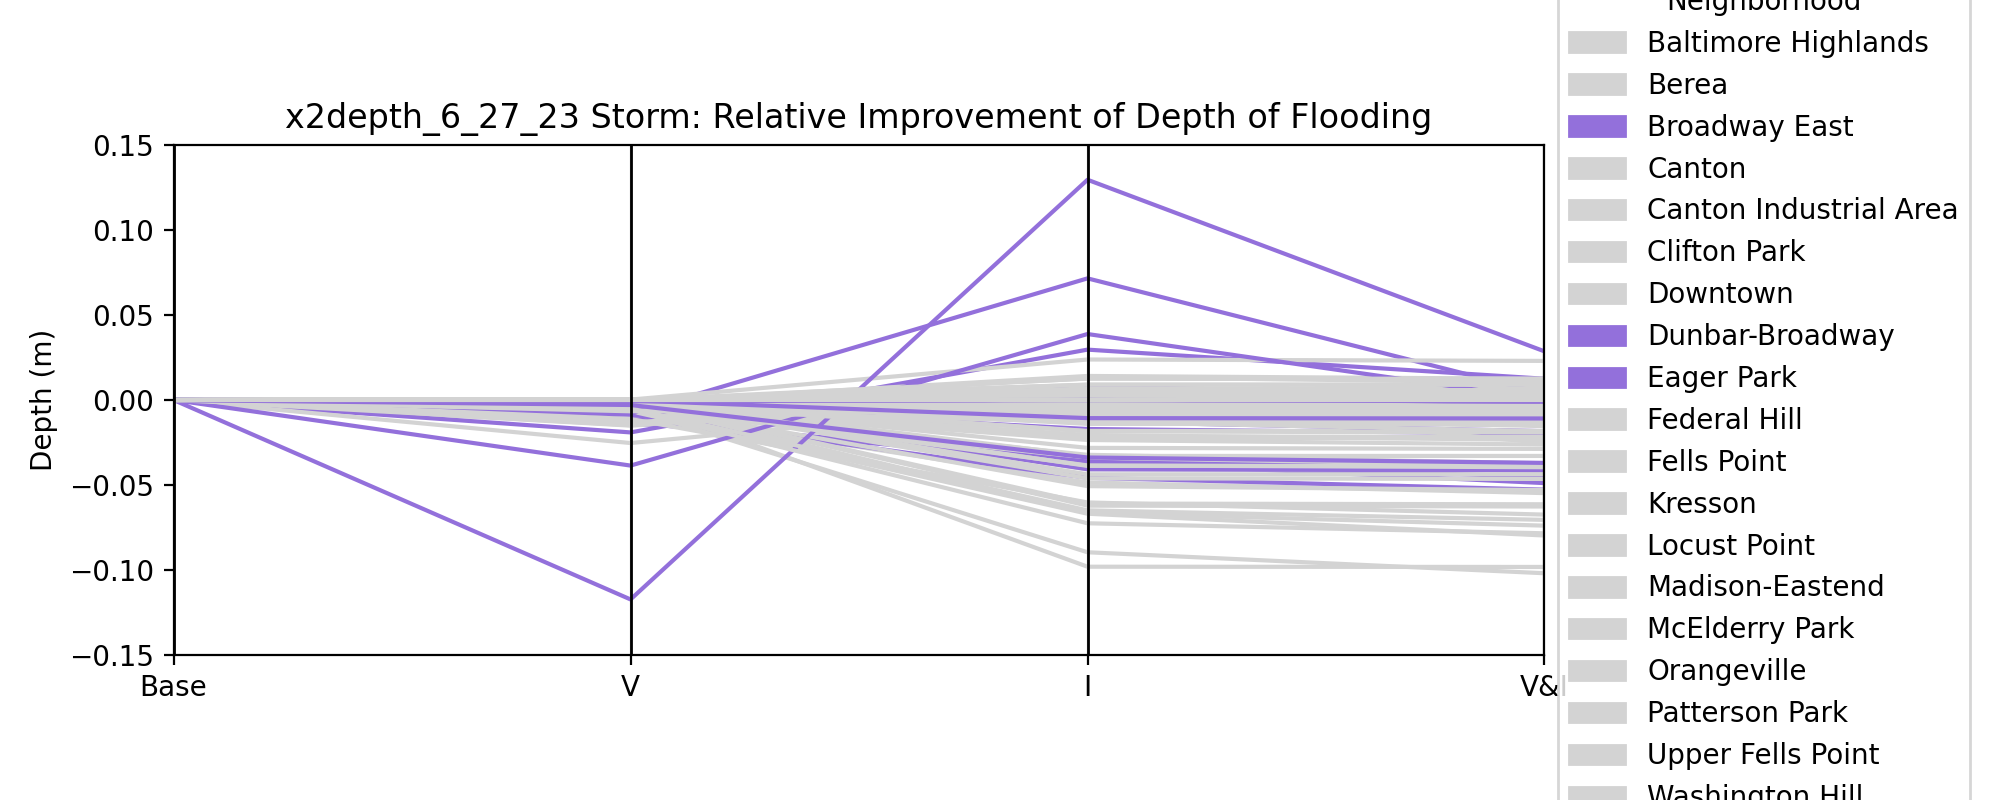 x2depth_6_27_23 Storm: Relative Improvement of Depth of Flooding
Depth (m)
0.15
0.10
0.05
0.00
−0.05
−0.10
−0.15
Base
V
I
V&I
Neighborhood
Baltimore Highlands
Berea
Broadway East
Canton
Canton Industrial Area
Clifton Park
Downtown
Dunbar-Broadway
Eager Park
Federal Hill
Fells Point
Kresson
Locust Point
Madison-Eastend
McElderry Park
Orangeville
Patterson Park
Upper Fells Point
Washington Hill